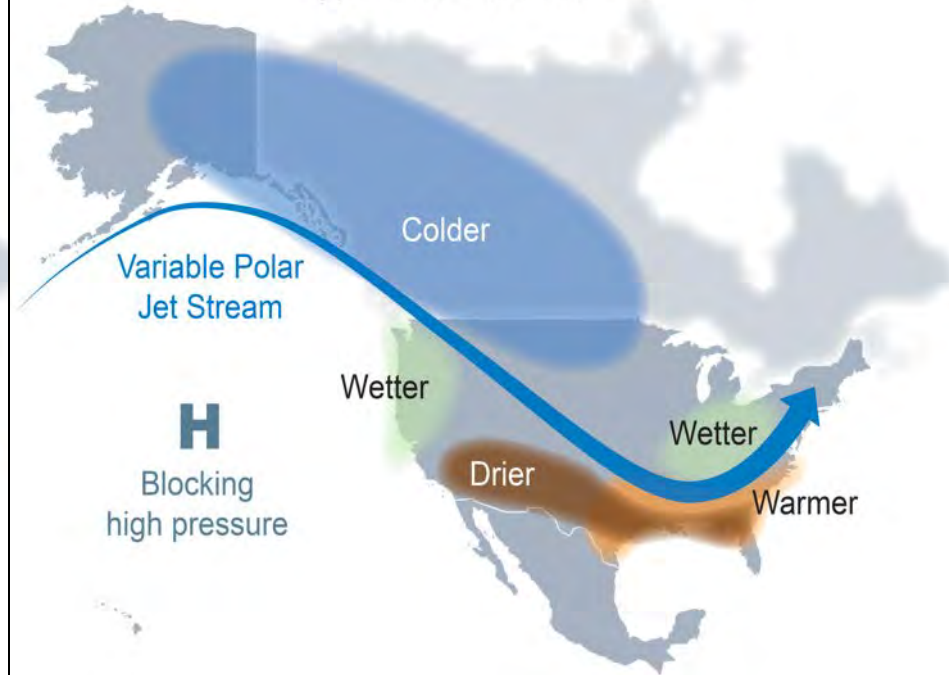 Colder
Variable Polar
Jet Stream
Wetter
H
Blocking
high pressure
Drier
Wetter
Warmer